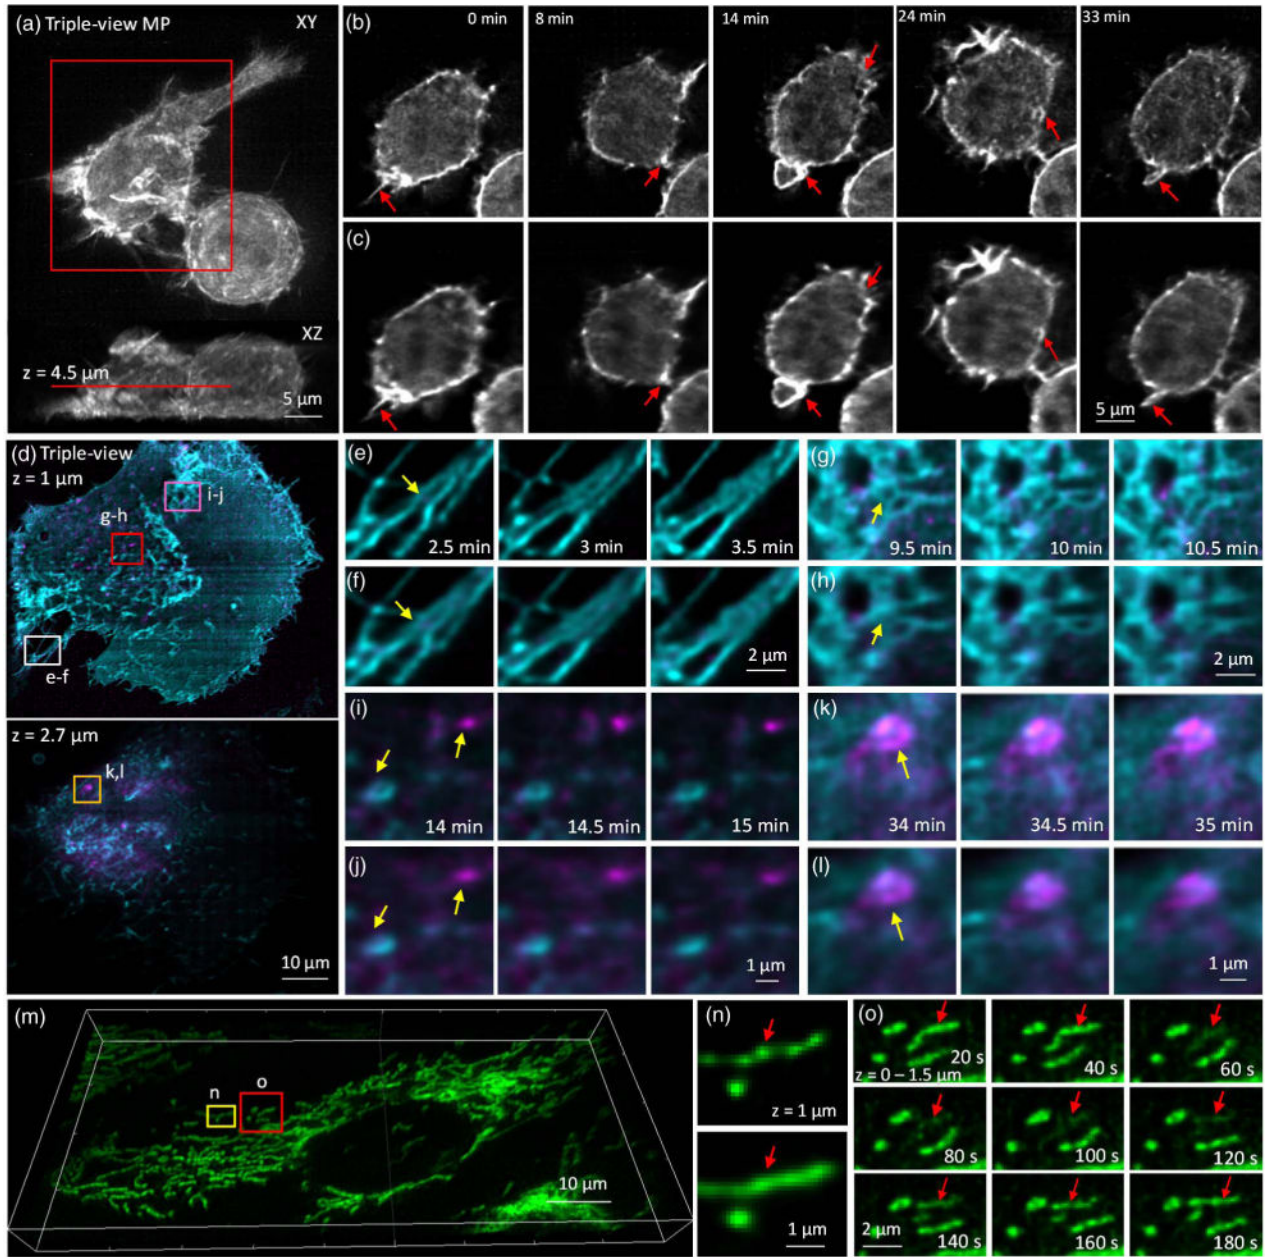 (a) Triple-view MP
XY
XZ
z = 4.5 µm
5 µm
(b)
0 min
8 min
14 min
24 min
33 min
(c)
5 µm
(d) Triple-view
z = 1 µm
i-j
g-h
e-f
z = 2.7 µm
k,l
10 µm
(e)
2.5 min
3 min
3.5 min
(f)
2 µm
(g)
9.5 min
10 min
10.5 min
(h)
2 µm
(i)
14 min
14.5 min
15 min
(j)
1 µm
(k)
34 min
34.5 min
35 min
(l)
1 µm
(m)
n
o
10 µm
(n)
z = 1 µm
1 µm
(o)
20 s
z = 0 – 1.5 µm
40 s
60 s
80 s
100 s
120 s
2 µm
140 s
160 s
180 s